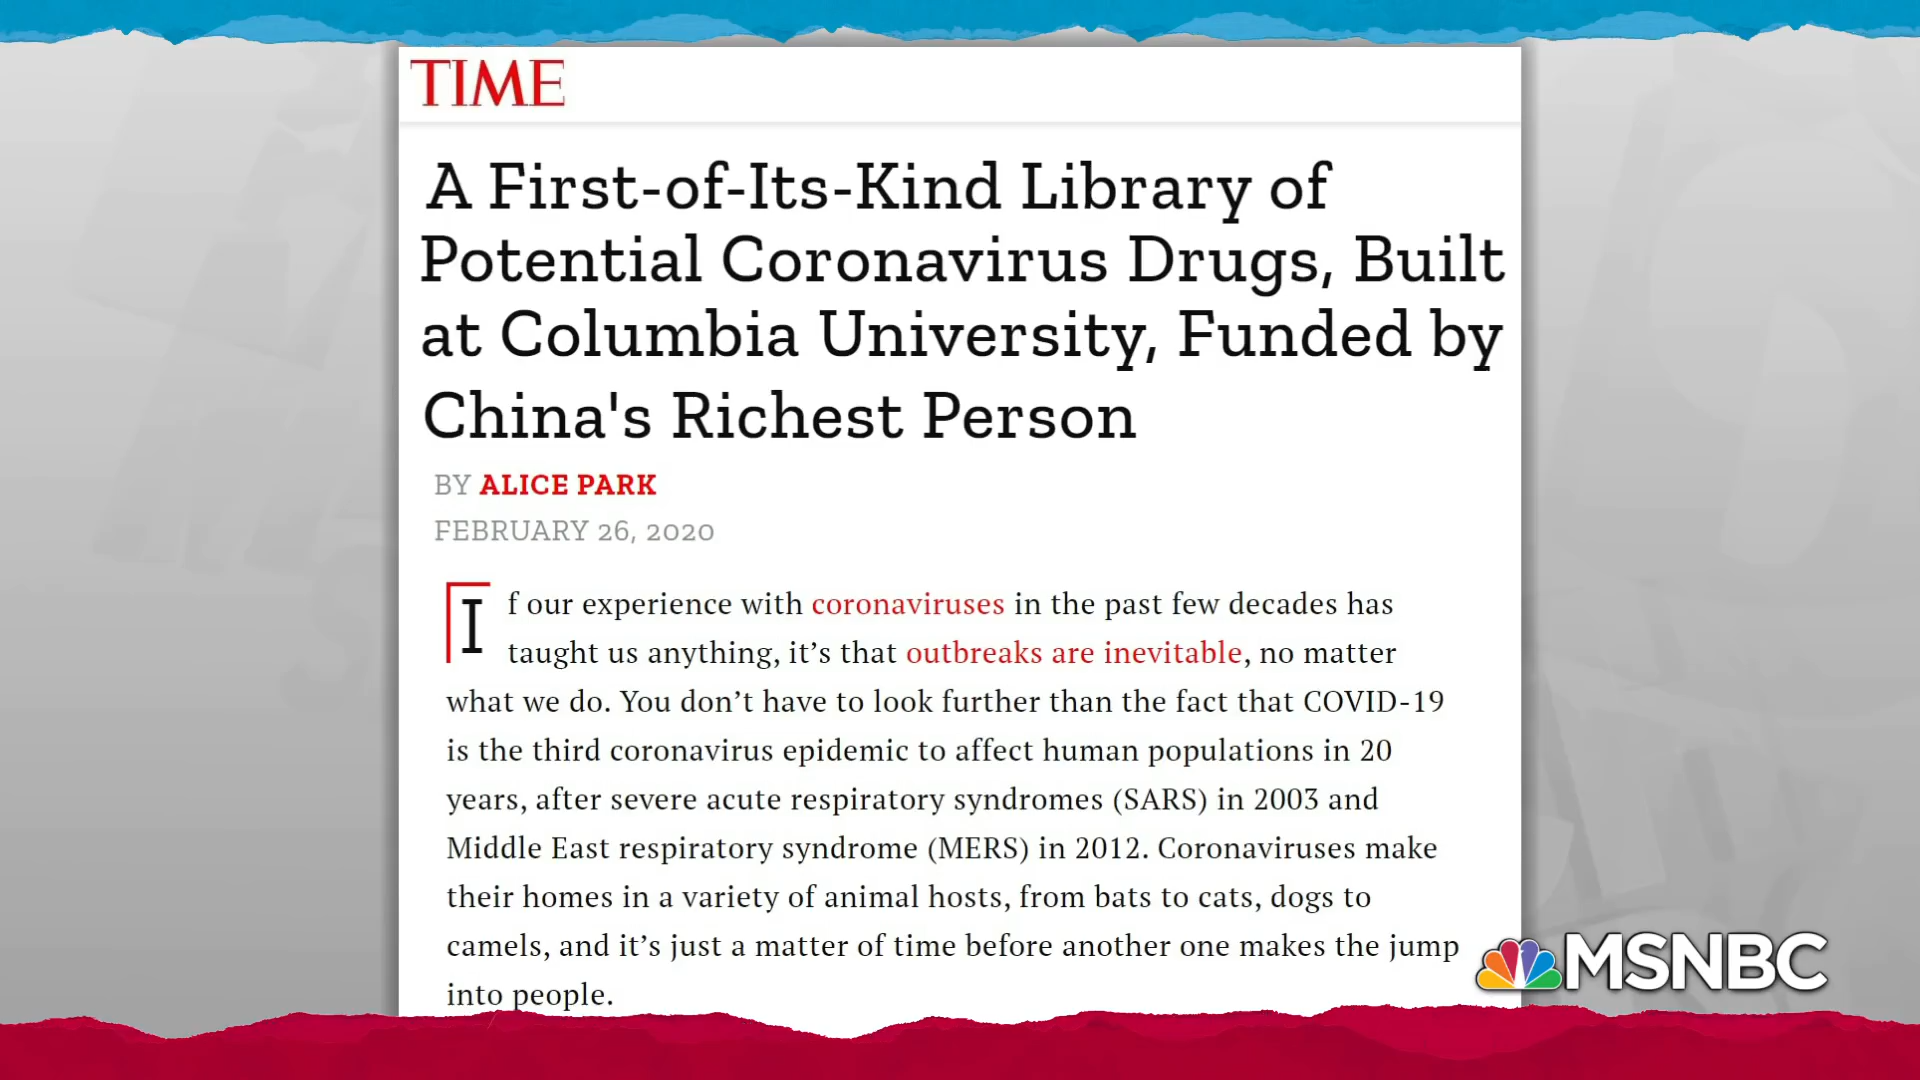 TIME
A First-of-Its-Kind Library of
Potential Coronavirus Drugs, Built
at Columbia University, Funded by
China's Richest Person
BY ALICE PARK
FEBRUARY 26, 2020
If our experience with coronaviruses in the past few decades has
taught us anything, it’s that outbreaks are inevitable, no matter
what we do. You don’t have to look further than the fact that COVID-19
is the third coronavirus epidemic to affect human populations in 20
years, after severe acute respiratory syndromes (SARS) in 2003 and
Middle East respiratory syndrome (MERS) in 2012. Coronaviruses make
their homes in a variety of animal hosts, from bats to cats, dogs to
camels, and it’s just a matter of time before another one makes the jump
into people.
MSNBC